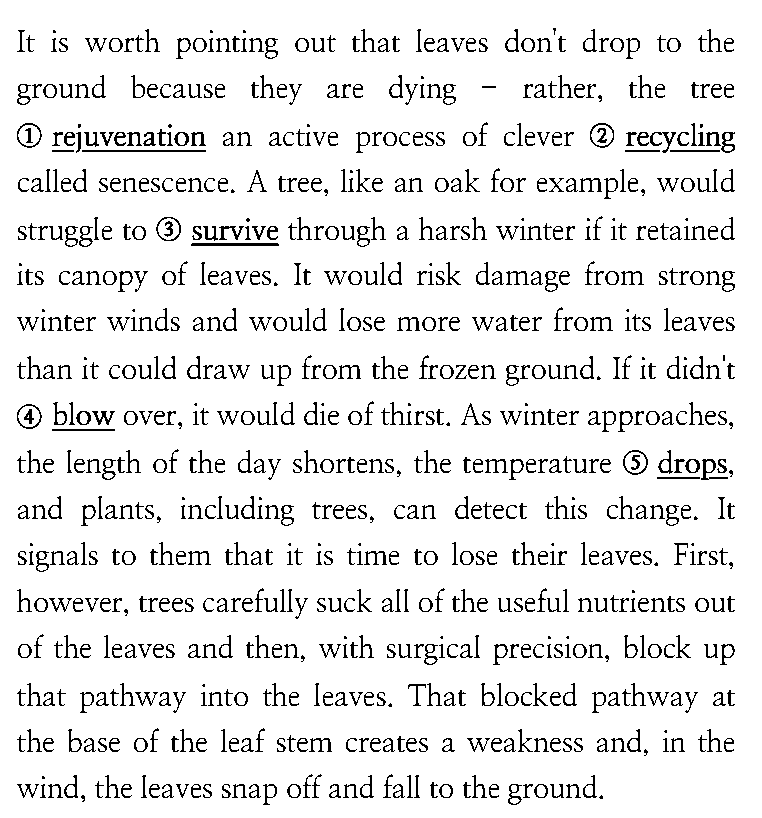 It is worth pointing out that leaves don't drop to the
ground because they are dying – rather, the tree
① rejuvenation an active process of clever ② recycling
called senescence. A tree, like an oak for example, would
struggle to ③ survive through a harsh winter if it retained
its canopy of leaves. It would risk damage from strong
winter winds and would lose more water from its leaves
than it could draw up from the frozen ground. If it didn't
④ blow over, it would die of thirst. As winter approaches,
the length of the day shortens, the temperature ⑤ drops,
and plants, including trees, can detect this change. It
signals to them that it is time to lose their leaves. First,
however, trees carefully suck all of the useful nutrients out
of the leaves and then, with surgical precision, block up
that pathway into the leaves. That blocked pathway at
the base of the leaf stem creates a weakness and, in the
wind, the leaves snap off and fall to the ground.